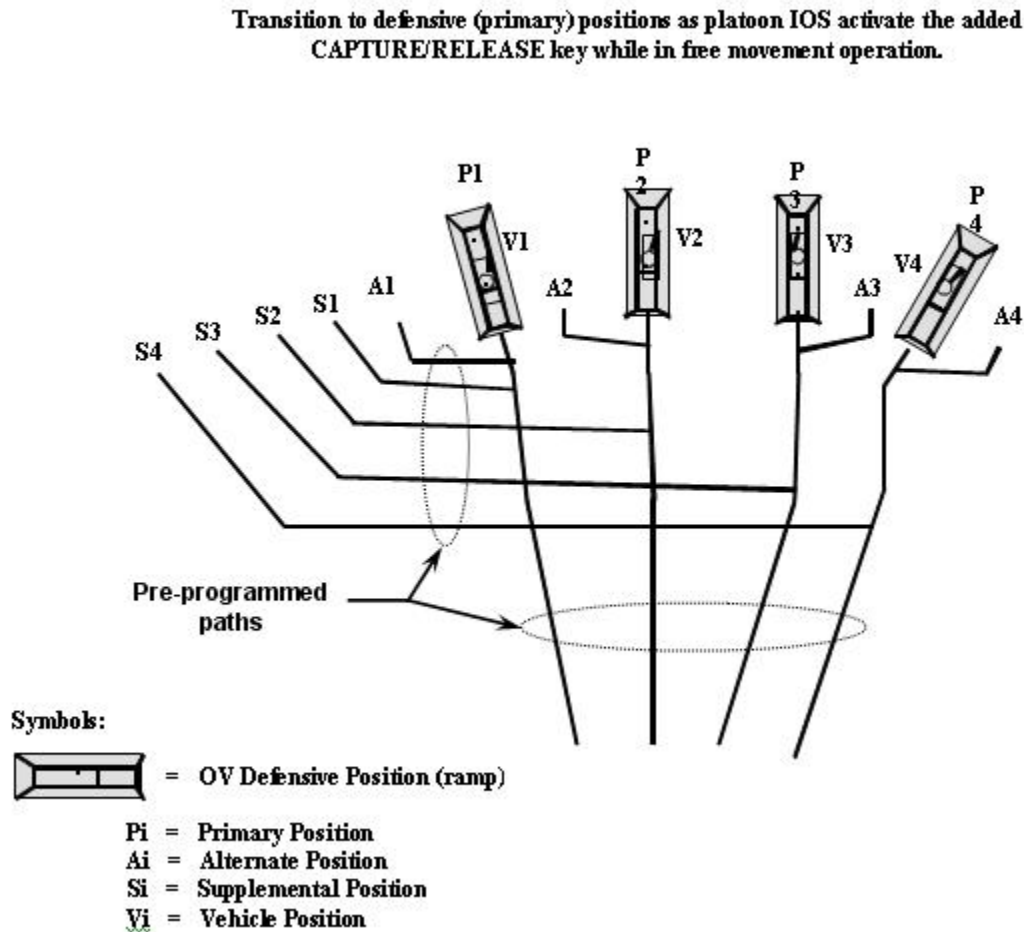 Transition to defensive (primary) positions as platoon IOS activate the added
CAPTURE/RELEASE key while in free movement operation.
P1
P
2
P
3
P
4
V1
V2
V3
V4
A1
A2
A3
A4
S1
S2
S3
S4
Pre-programmed
paths
Symbols:
= OV Defensive Position (ramp)
Pi = Primary Position
Ai = Alternate Position
Si = Supplemental Position
Vi = Vehicle Position